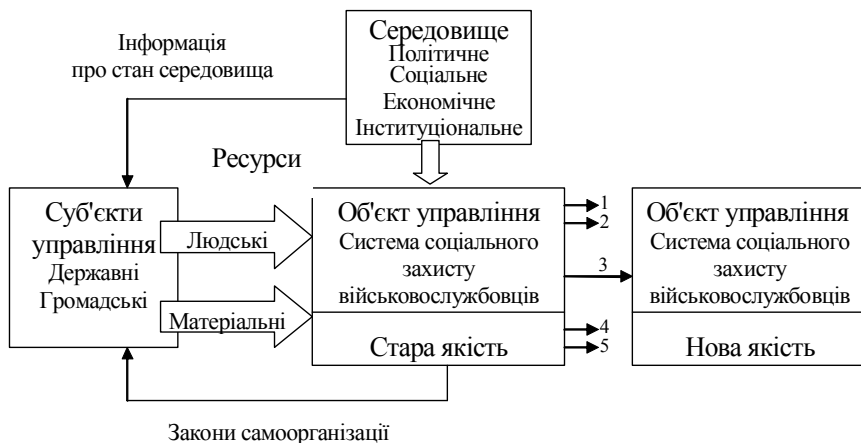 Інформація
про стан середовища
Середовище
Політичне
Соціальне
Економічне
Інституціональне
Ресурси
Суб'єкти
управління
Державні
Громадські
Людські
Матеріальні
Об'єкт управління
Система соціального
захисту
військовослужбовців
Стара якість
1
2
3
4
5
Об'єкт управління
Система соціального
захисту
військовослужбовців
Нова якість
Закони самоорганізації